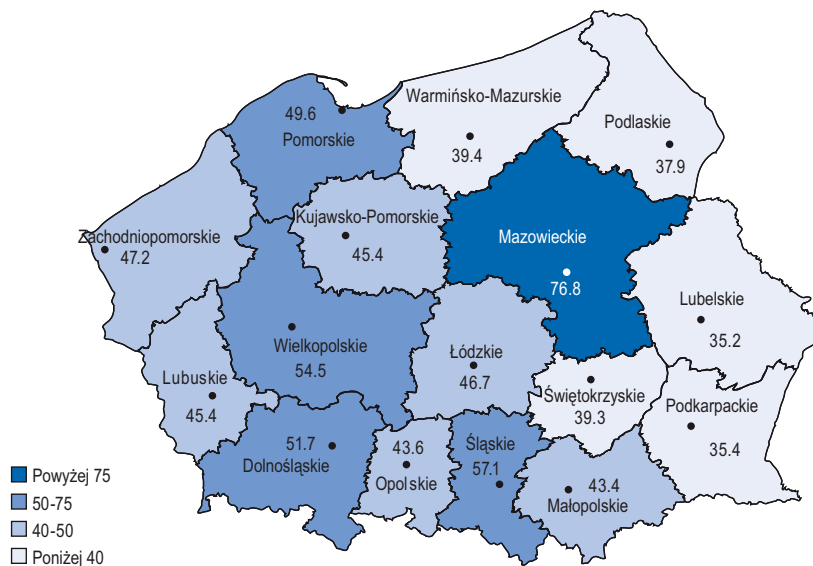 Warmińsko-Mazurskie
39.4
Podlaskie
37.9
49.6
Pomorskie
Zachodniopomorskie
47.2
Kujawsko-Pomorskie
45.4
Mazowieckie
76.8
Lubelskie
35.2
Wielkopolskie
54.5
Łódzkie
46.7
Lubuskie
45.4
Świętokrzyskie
39.3
Podkarpackie
35.4
51.7
Dolnośląskie
43.6
Opolskie
Śląskie
57.1
43.4
Małopolskie
Powyżej 75
50-75
40-50
Poniżej 40